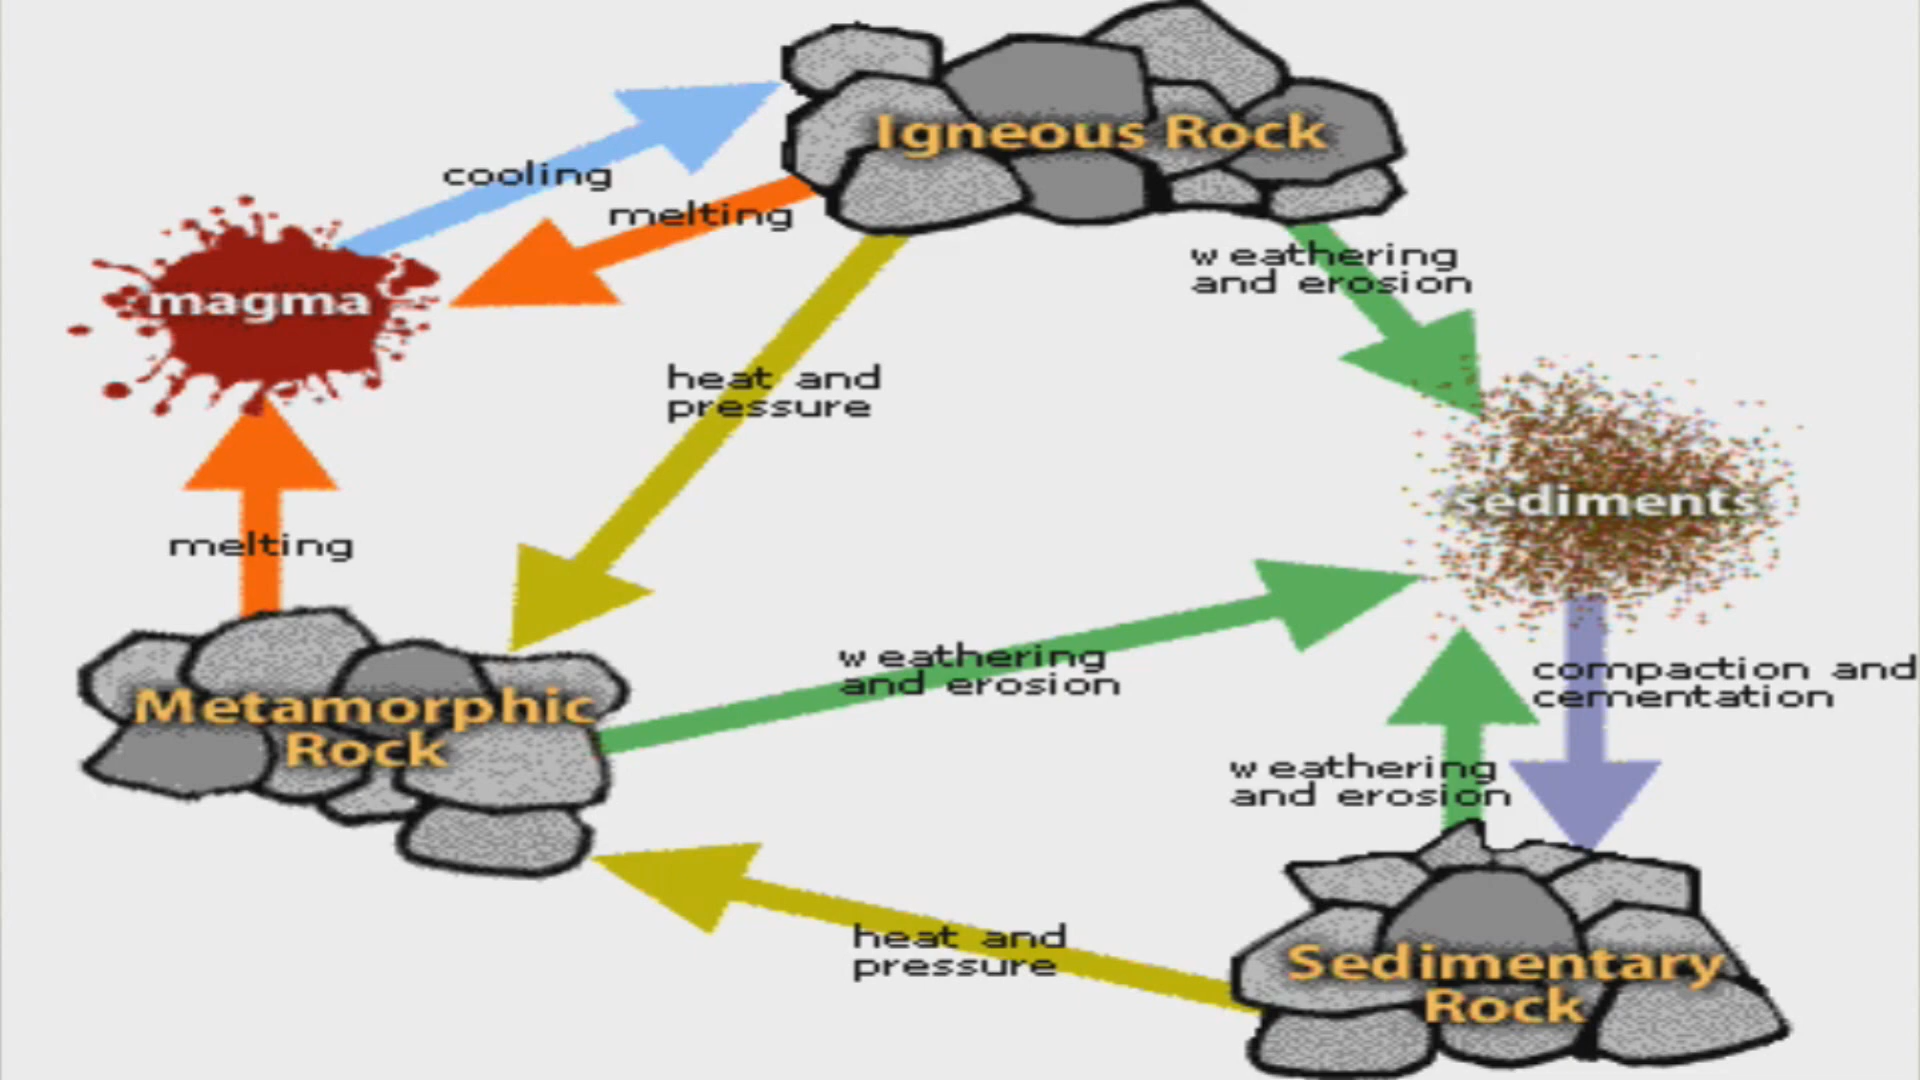 Igneous Rock
cooling
melting
weathering
and erosion
magma
heat and
pressure
sediments
melting
weathering
and erosion
compaction and
cementation
Metamorphic
Rock
weathering
and erosion
heat and
pressure
Sedimentary
Rock